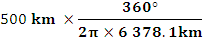 500 km × 360° / 2π × 6 378.1km